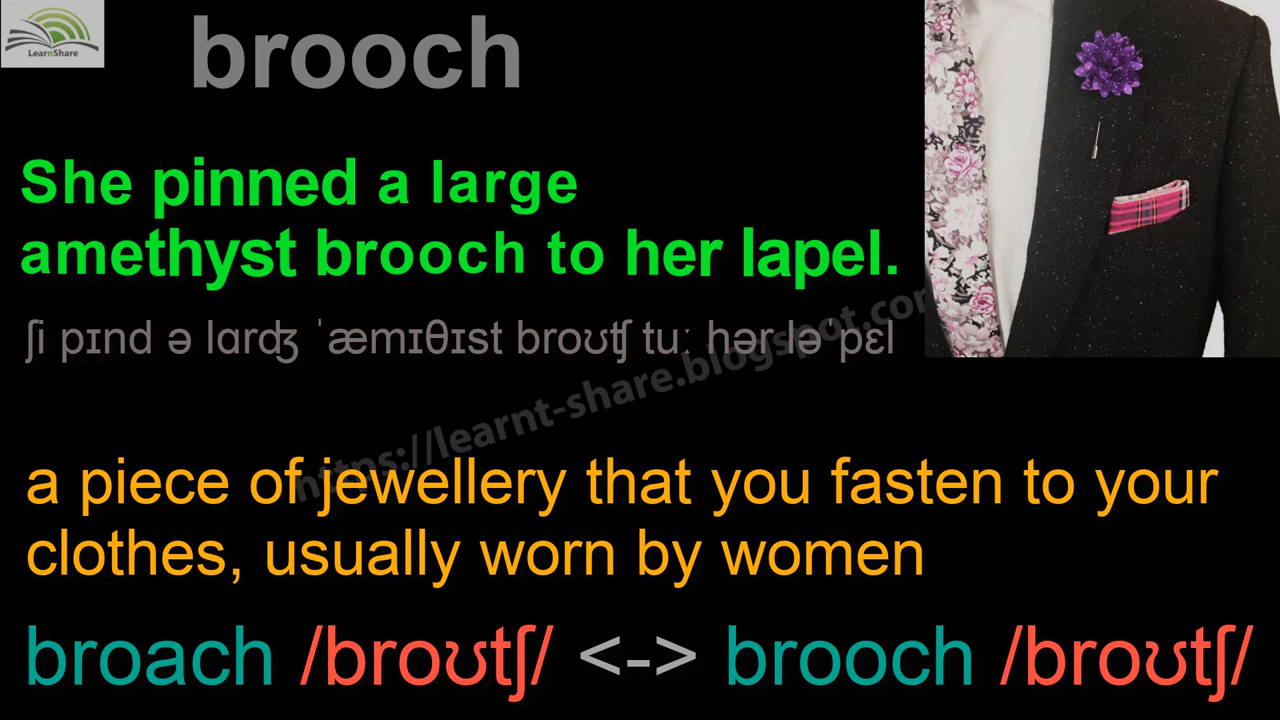 LearnShare
brooch
She pinned a large
amethyst brooch to her lapel.
ʃi pɪnd ə lɑrʤ ˈæmɪθɪst broʊʧ tuː hər ləˈpɛl
https://learnt-share.blogspot.com
a piece of jewellery that you fasten to your
clothes, usually worn by women
broach /broʊtʃ/ <-> brooch /broʊtʃ/